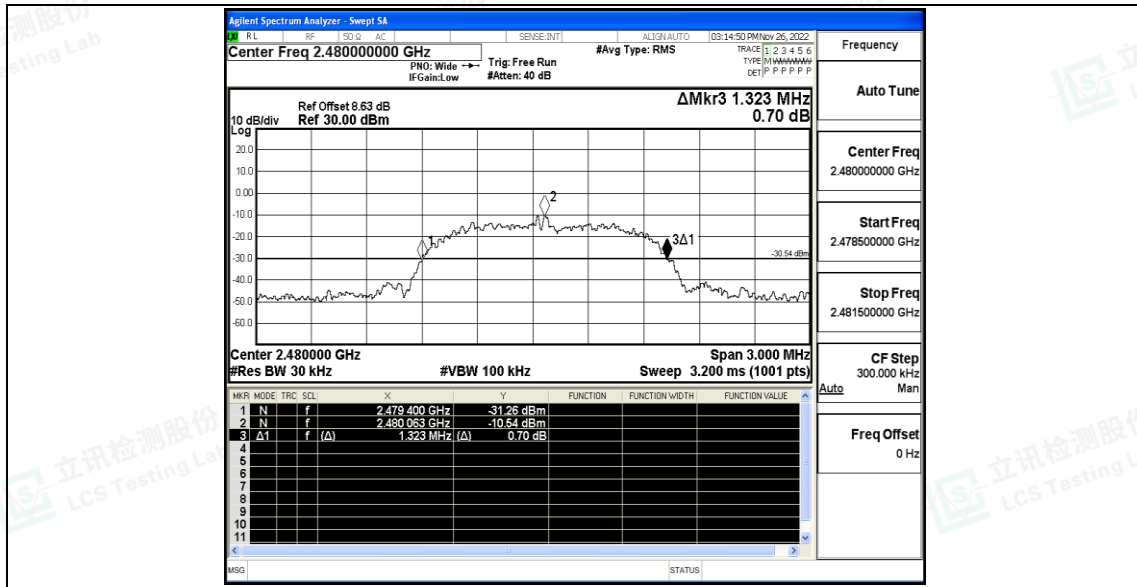 Agilent Spectrum Analyzer - Swept SA
RL RF 50 Ω AC SENSE:INT ALIGN AUTO 03:14:50 PM Nov 26, 2022
Center Freq 2.480000000 GHz #Avg Type: RMS TRACE 1 2 3 4 5 6
PNO: Wide Trig: Free Run TYPE M
IFGain:Low #Atten: 40 dB DET P P P P P P
Ref Offset 8.63 dB ΔMkr3 1.323 MHz
10 dB/div Ref 30.00 dBm 0.70 dB
Log
20.0
10.0
0.00
2
-10.0
1
3Δ1
-30.0
-30.54 dBm
-40.0
-50.0
-60.0
Center 2.480000 GHz Span 3.000 MHz
#Res BW 30 kHz #VBW 100 kHz Sweep 3.200 ms (1001 pts)
MKR MODE TRC SCL X Y FUNCTION FUNCTION WIDTH FUNCTION VALUE
1 N f 2.479 400 GHz -31.26 dBm
2 N f 2.480 063 GHz -10.54 dBm
3 Δ1 f (Δ) 1.323 MHz (Δ) 0.70 dB
4
5
6
7
8
9
10
11
MSG STATUS
Frequency
Auto Tune
Center Freq
2.480000000 GHz
Start Freq
2.478500000 GHz
Stop Freq
2.481500000 GHz
CF Step
300.000 kHz
Auto Man
Freq Offset
0 Hz
立讯检测股份
LCS Testing Lab
立讯检测股份
LCS Testing L